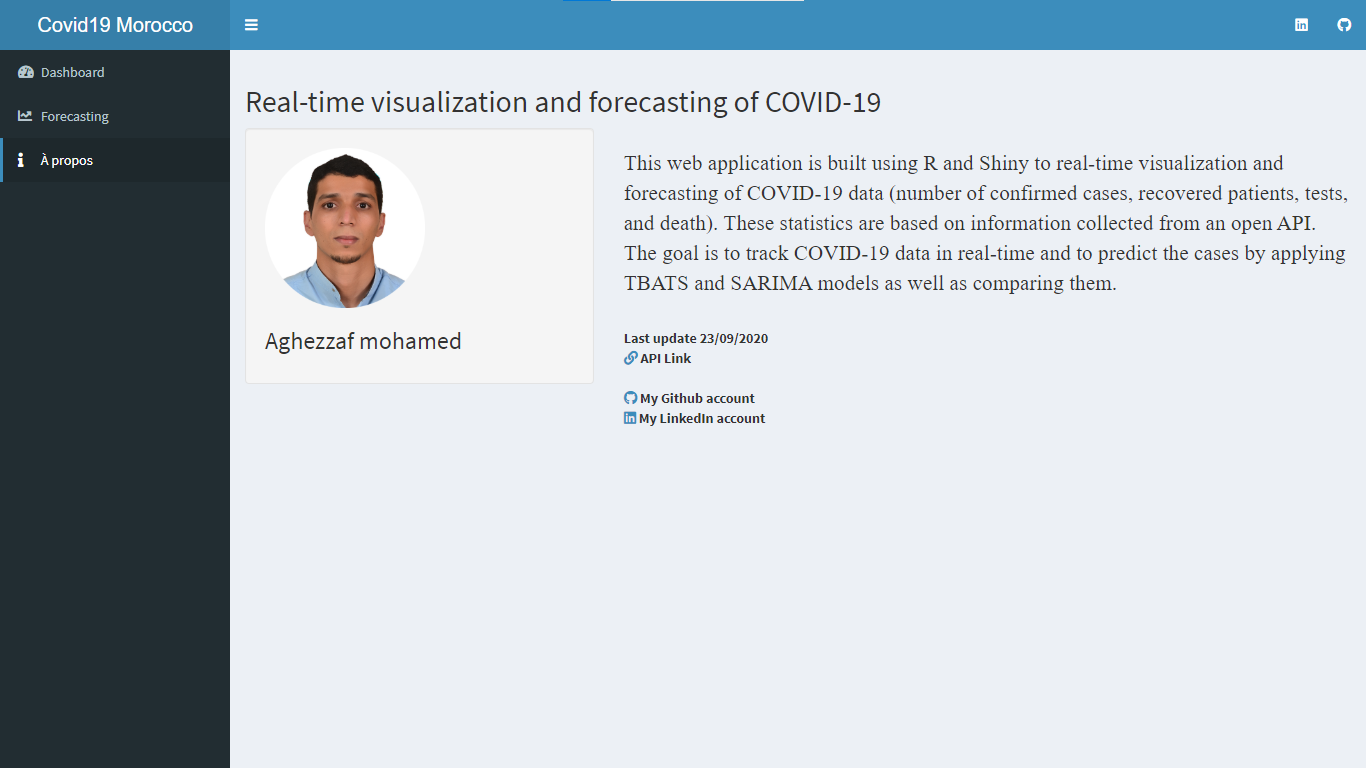 Covid19 Morocco
Dashboard
Forecasting
À propos
Real-time visualization and forecasting of COVID-19
Aghezzaf mohamed
This web application is built using R and Shiny to real-time visualization and
forecasting of COVID-19 data (number of confirmed cases, recovered patients, tests,
and death). These statistics are based on information collected from an open API.
The goal is to track COVID-19 data in real-time and to predict the cases by applying
TBATS and SARIMA models as well as comparing them.
Last update 23/09/2020
API Link
My Github account
My LinkedIn account